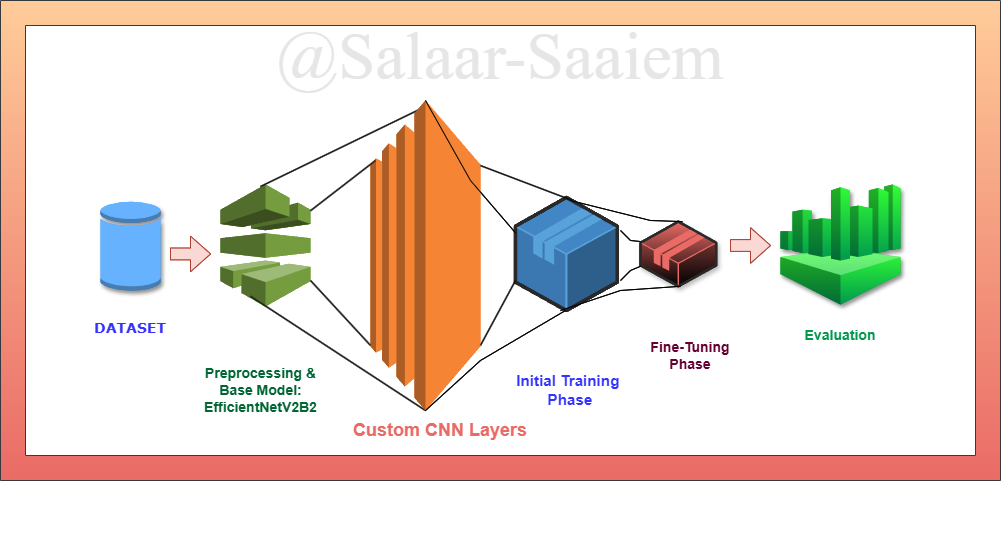 @Salaar-Saaiem
DATASET
Preprocessing &
Base Model:
EfficientNetV2B2
Custom CNN Layers
Initial Training
Phase
Fine-Tuning
Phase
Evaluation